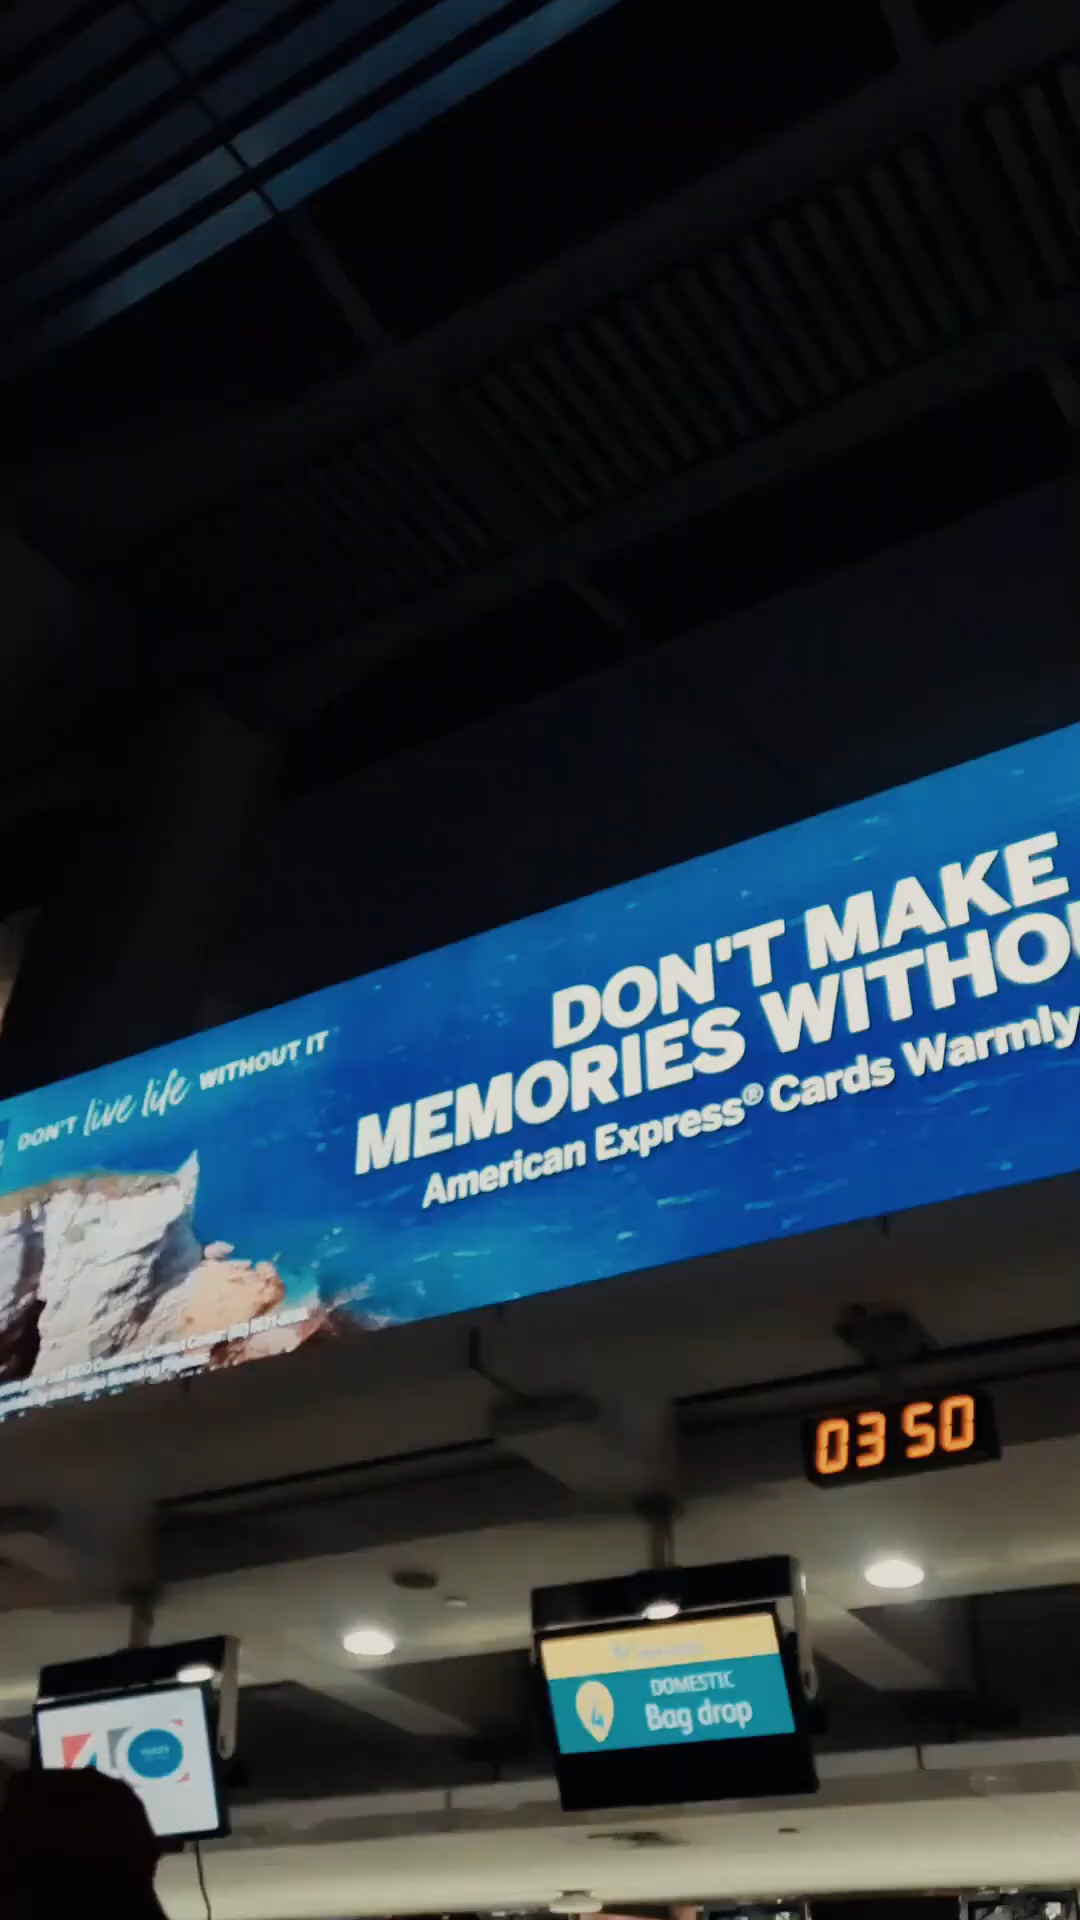 DON'T live life WITHOUT IT
DON'T MAKE
MEMORIES WITHOU
American Express® Cards Warmly
03 50
DOMESTIC
Bag drop